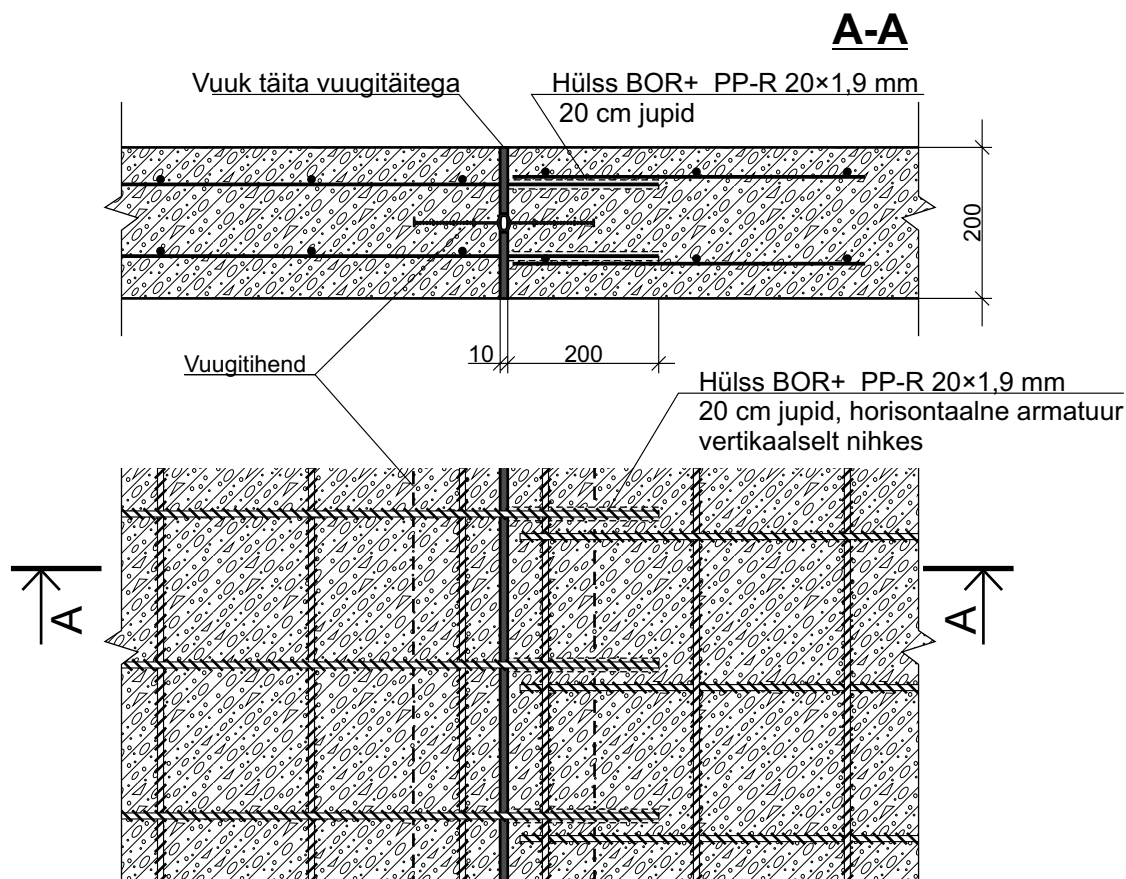 A-A
Vuuk täita vuugitäitega
Hülss BOR+ PP-R 20×1,9 mm
20 cm jupid
200
10
200
Vuugitihend
Hülss BOR+ PP-R 20×1,9 mm
20 cm jupid, horisontaalne armatuur
vertikaalselt nihkes
A
A